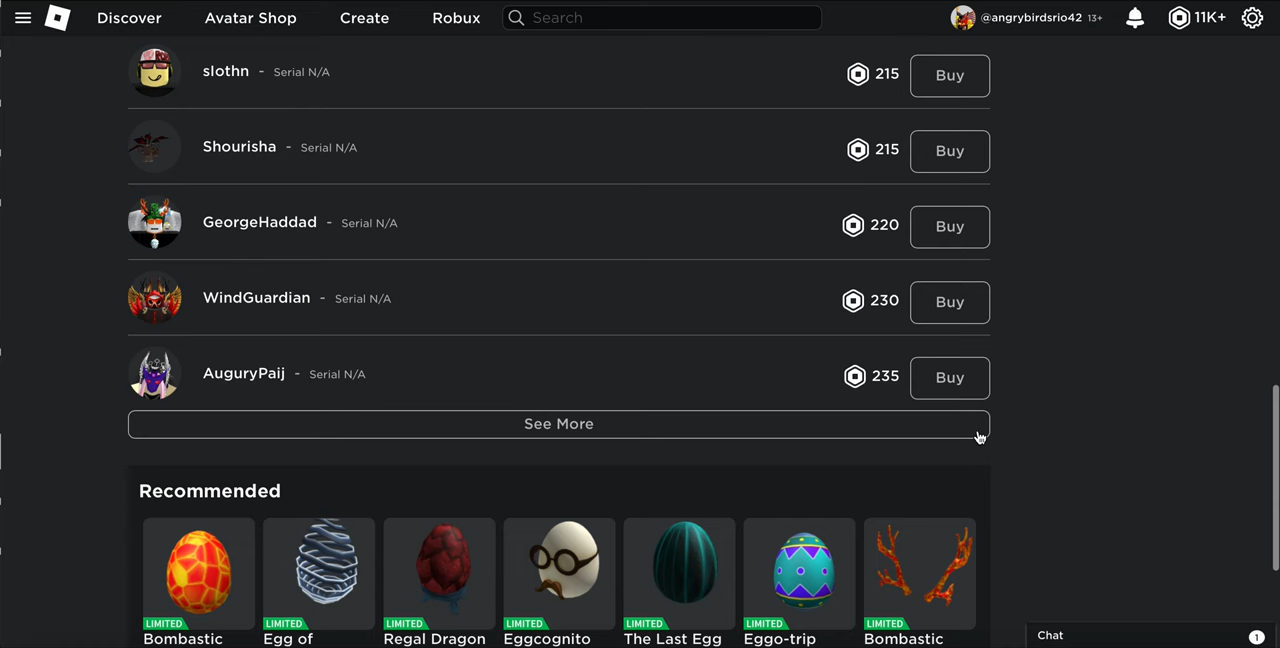 Discover Avatar Shop Create Robux Search @angrybirdsrio42 13+ 11K+
slothn - Serial N/A 215 Buy
Shourisha - Serial N/A 215 Buy
GeorgeHaddad - Serial N/A 220 Buy
WindGuardian - Serial N/A 230 Buy
AuguryPaij - Serial N/A 235 Buy
See More
Recommended
LIMITED LIMITED LIMITED LIMITED LIMITED LIMITED LIMITED
Bombastic Egg of Regal Dragon Eggcognito The Last Egg Eggo-trip Bombastic
Chat 1